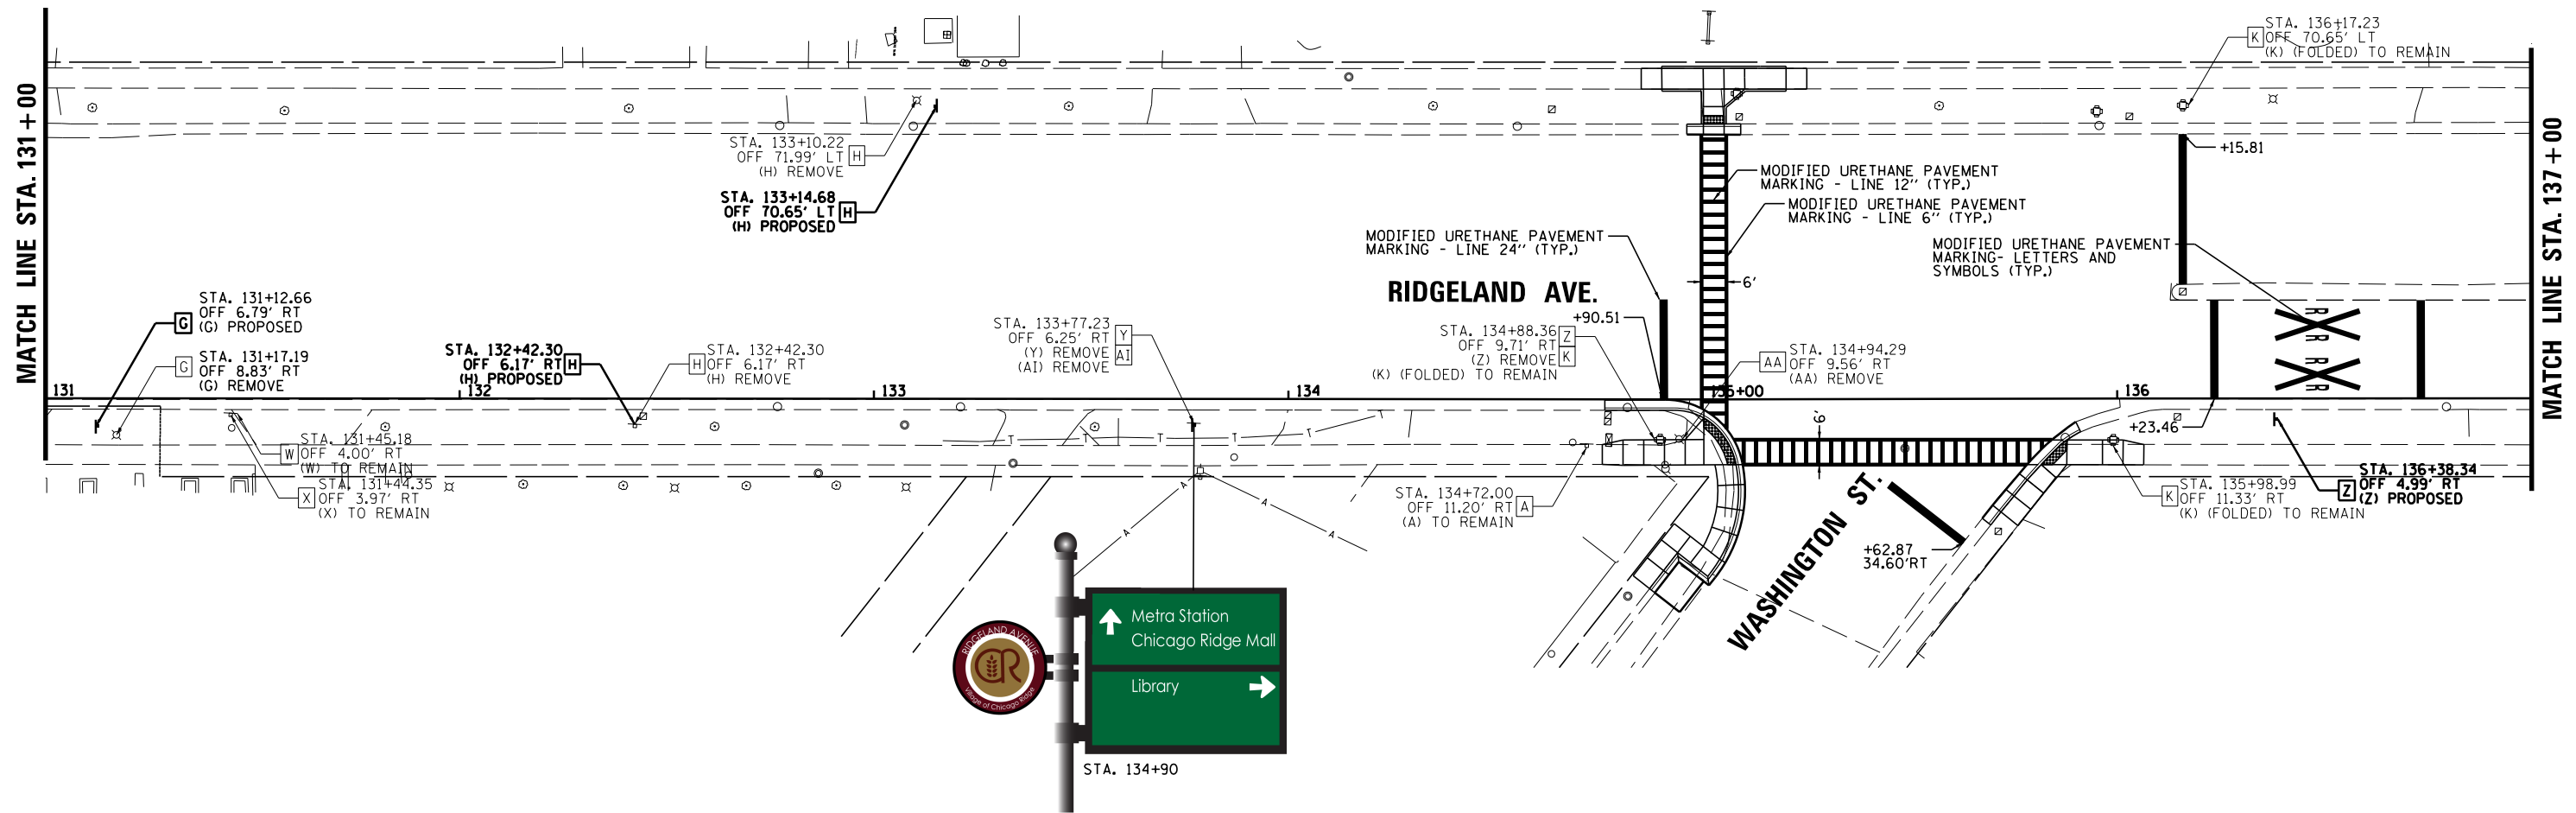 MATCH LINE STA. 131+00
STA. 136+17.23
K OFF 70.65' LT
(K) (FOLDED) TO REMAIN
STA. 133+10.22
OFF 71.99' LT H
(H) REMOVE
STA. 133+14.68
OFF 70.65' LT H
(H) PROPOSED
+15.81
MODIFIED URETHANE PAVEMENT
MARKING - LINE 12'' (TYP.)
MODIFIED URETHANE PAVEMENT
MARKING - LINE 6'' (TYP.)
MODIFIED URETHANE PAVEMENT
MARKING - LINE 24'' (TYP.)
MODIFIED URETHANE PAVEMENT
MARKING- LETTERS AND
SYMBOLS (TYP.)
6'
RIDGELAND AVE.
+90.51
STA. 131+12.66
G OFF 6.79' RT
(G) PROPOSED
STA. 131+17.19
G OFF 8.83' RT
(G) REMOVE
STA. 132+42.30
OFF 6.17' RT H
(H) PROPOSED
STA. 132+42.30
H OFF 6.17' RT
(H) REMOVE
STA. 133+77.23 Y
OFF 6.25' RT
(Y) REMOVE AI
(AI) REMOVE
STA. 134+88.36 Z
OFF 9.71' RT
(Z) REMOVE K
(K) (FOLDED) TO REMAIN
STA. 134+94.29
AA OFF 9.56' RT
(AA) REMOVE
R R
R R
131
132
133
134
135+00
136
MATCH LINE STA. 137+00
T T T T T T
6'
+23.46
STA. 131+45.18
W OFF 4.00' RT
(W) TO REMAIN
STA. 131+44.35
X OFF 3.97' RT
(X) TO REMAIN
A A A A
STA. 134+72.00
OFF 11.20' RT A
(A) TO REMAIN
WASHINGTON ST.
+62.87
34.60'RT
STA. 135+98.99
K OFF 11.33' RT
(K) (FOLDED) TO REMAIN
STA. 136+38.34
Z OFF 4.99' RT
(Z) PROPOSED
RIDGELAND AVENUE
CR
Village of Chicago Ridge
Metra Station
Chicago Ridge Mall
Library
STA. 134+90